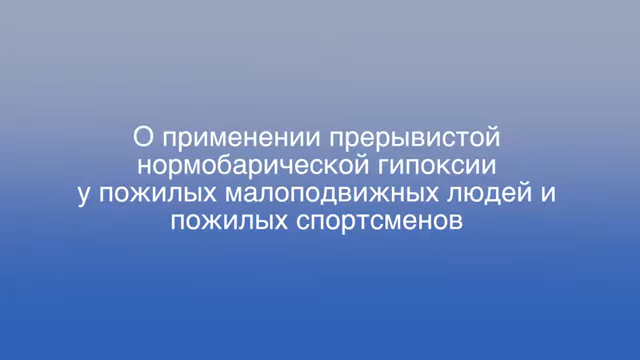 О применении прерывистой
нормобарической гипоксии
у пожилых малоподвижных людей и
пожилых спортсменов